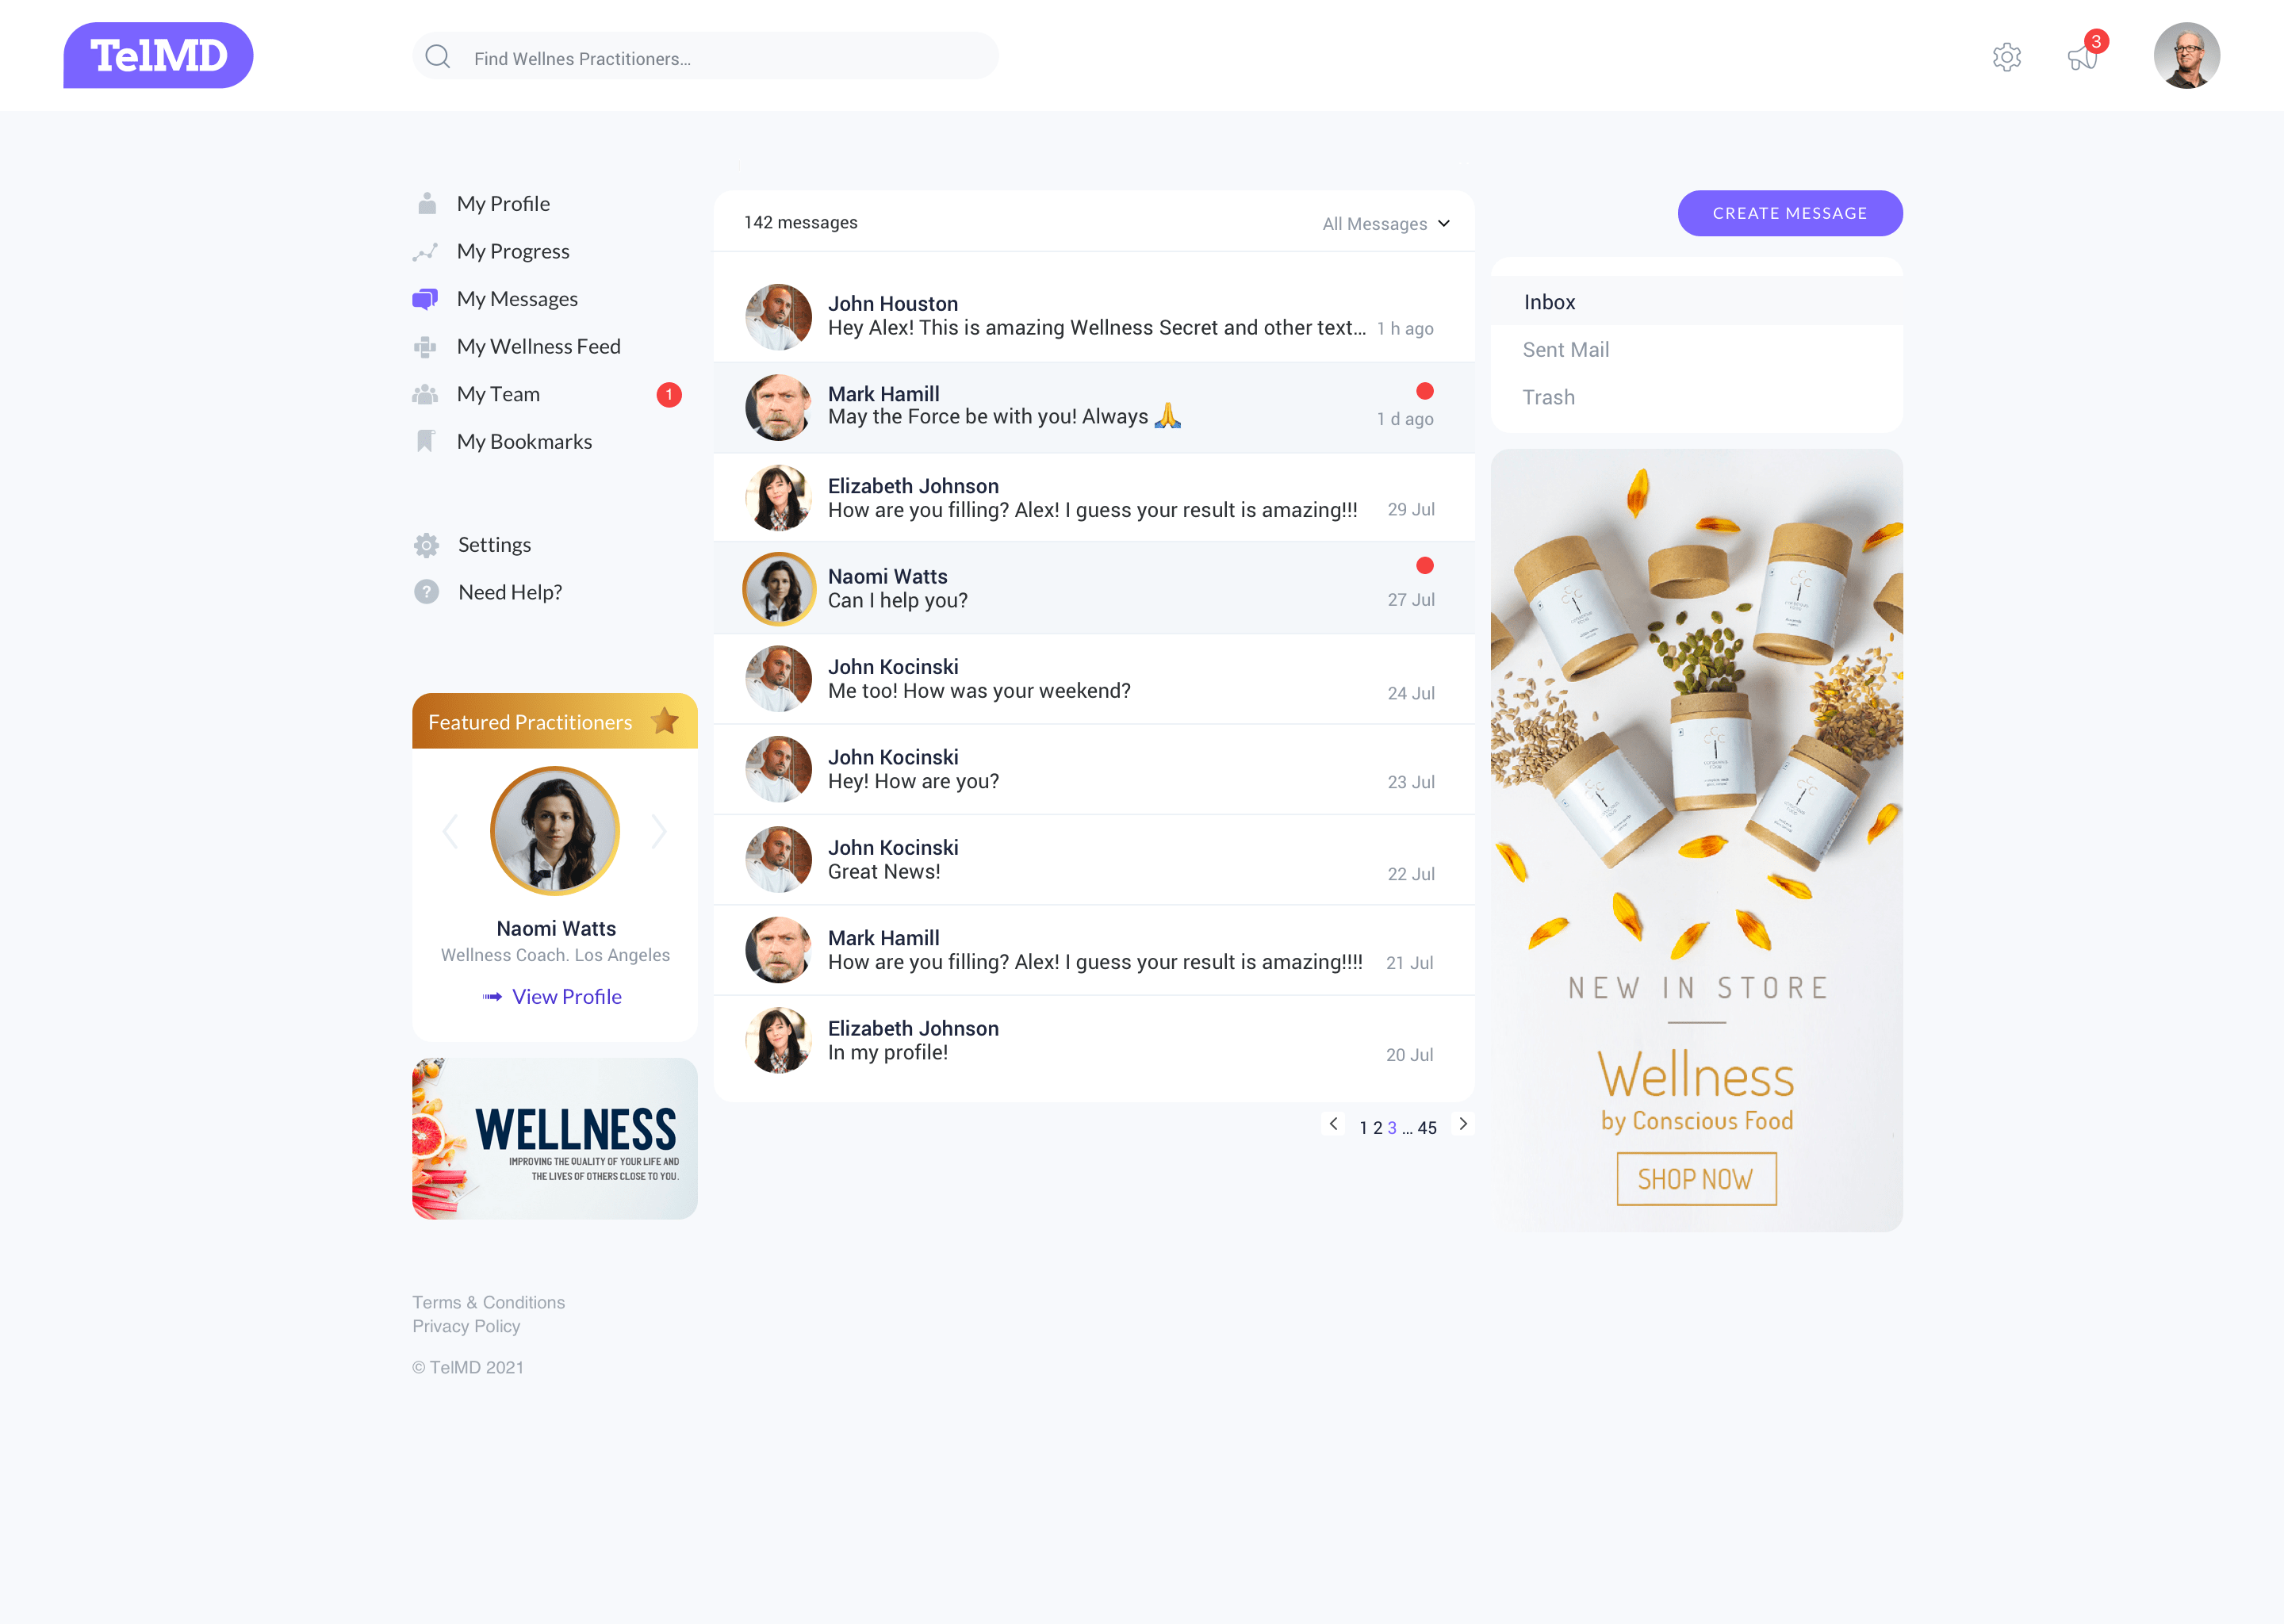 TelMD
Find Wellnes Practitioners...
3
My Profile
My Progress
My Messages
My Wellness Feed
My Team
1
My Bookmarks
Settings
? Need Help?
Featured Practitioners
Naomi Watts
Wellness Coach. Los Angeles
View Profile
WELLNESS
IMPROVING THE QUALITY OF YOUR LIFE AND
THE LIVES OF OTHERS CLOSE TO YOU.
Terms & Conditions
Privacy Policy
© TelMD 2021
142 messages
All Messages
John Houston
Hey Alex! This is amazing Wellness Secret and other text... 1 h ago
Mark Hamill
May the Force be with you! Always 🙏 1 d ago
Elizabeth Johnson
How are you filling? Alex! I guess your result is amazing!!! 29 Jul
Naomi Watts
Can I help you? 27 Jul
John Kocinski
Me too! How was your weekend? 24 Jul
John Kocinski
Hey! How are you? 23 Jul
John Kocinski
Great News! 22 Jul
Mark Hamill
How are you filling? Alex! I guess your result is amazing!!!! 21 Jul
Elizabeth Johnson
In my profile! 20 Jul
1 2 3 ... 45
CREATE MESSAGE
Inbox
Sent Mail
Trash
NEW IN STORE
Wellness
by Conscious Food
SHOP NOW